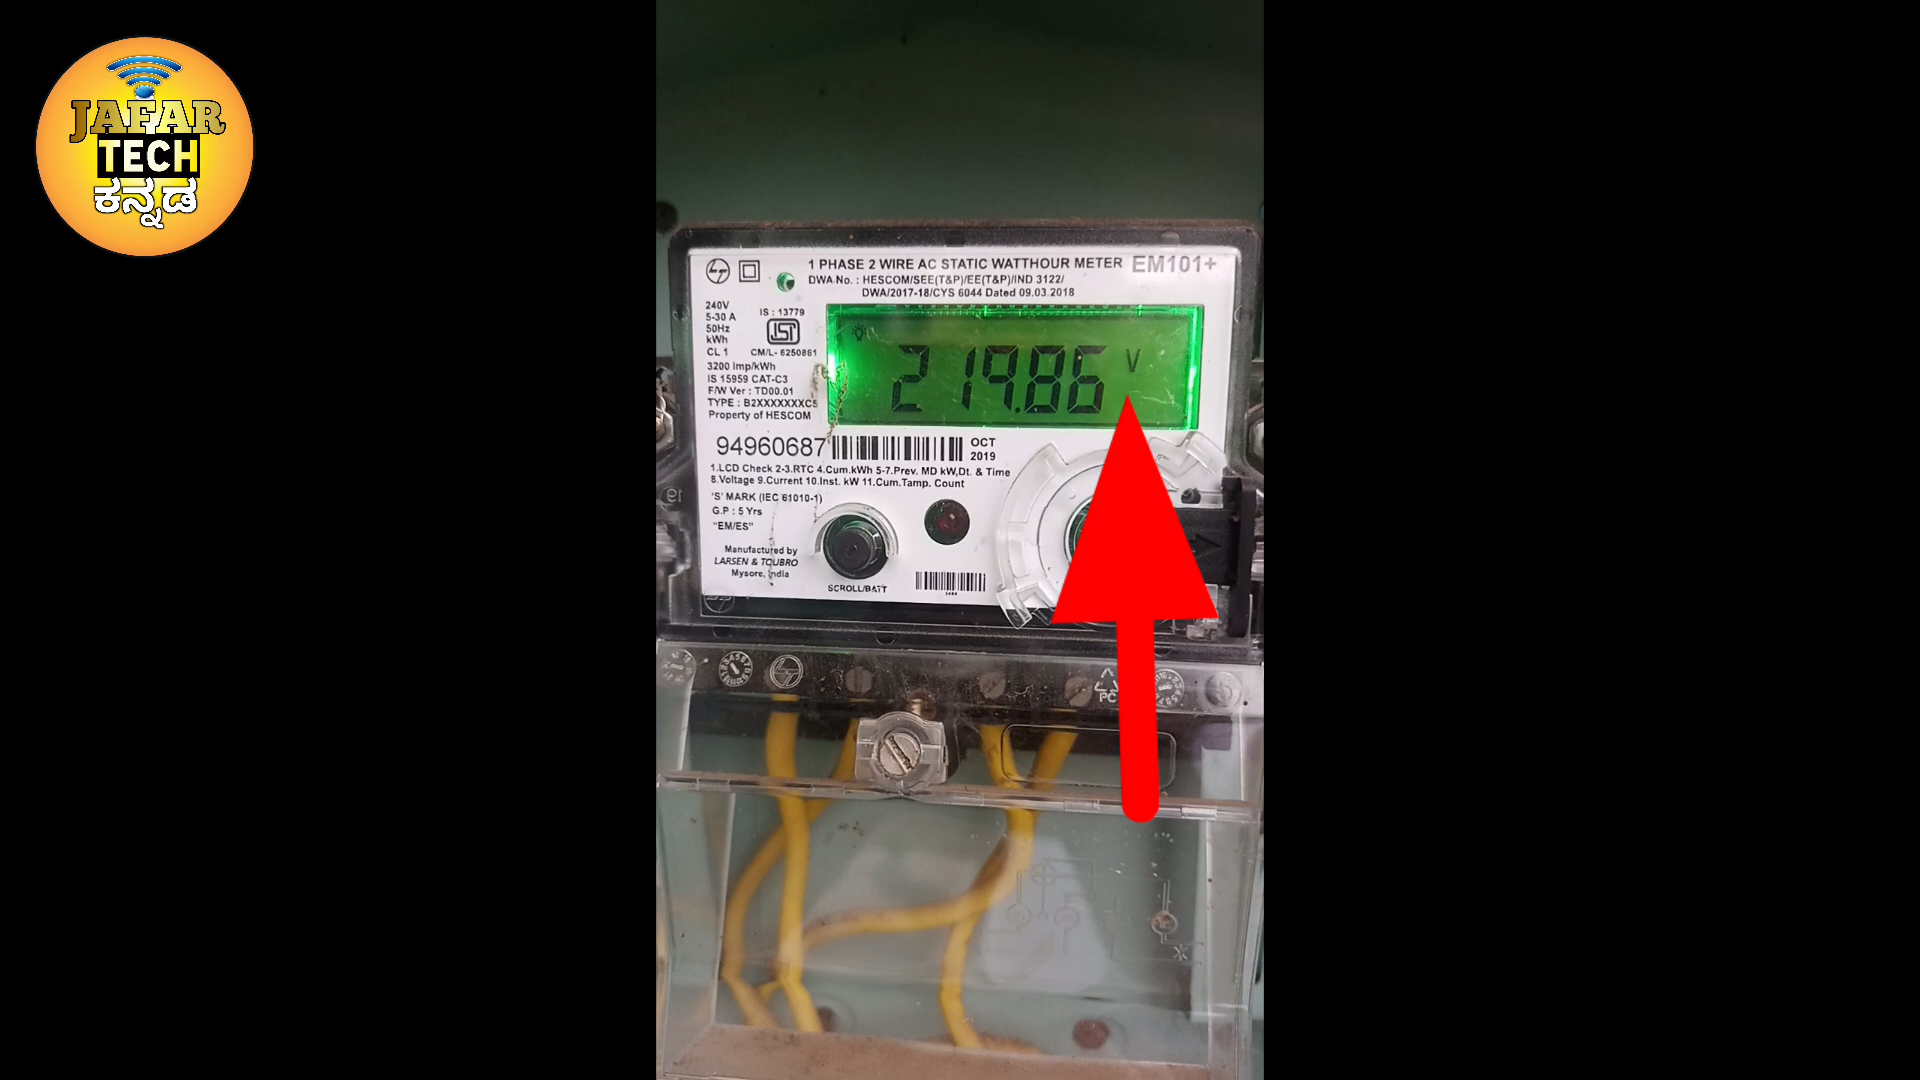 JAFAR
TECH
ಕನ್ನಡ
1 PHASE 2 WIRE AC STATIC WATTHOUR METER EM101+
DWA No. : HESCOM/SEE(T&P)/EE(T&P)/IND 3122/
DWA/2017-18/CYS 6044 Dated 09.03.2018
240V
5-30 A
50Hz
kWh
CL 1
IS : 13779
ISI
CM/L- 6250861
3200 imp/kWh
IS 15959 CAT-C3
F/W Ver : TD00.01
TYPE : B2XXXXXXXC5
Property of HESCOM
219.86 V
94960687
OCT
2019
1.LCD Check 2-3.RTC 4.Cum.kWh 5-7.Prev. MD kW,Dt. & Time
8.Voltage 9.Current 10.Inst. kW 11.Cum.Tamp. Count
'S' MARK (IEC 61010-1)
G.P : 5 Yrs
"EM/ES"
Manufactured by
LARSEN & TOUBRO
Mysore, India
SCROLL/BATT
PC